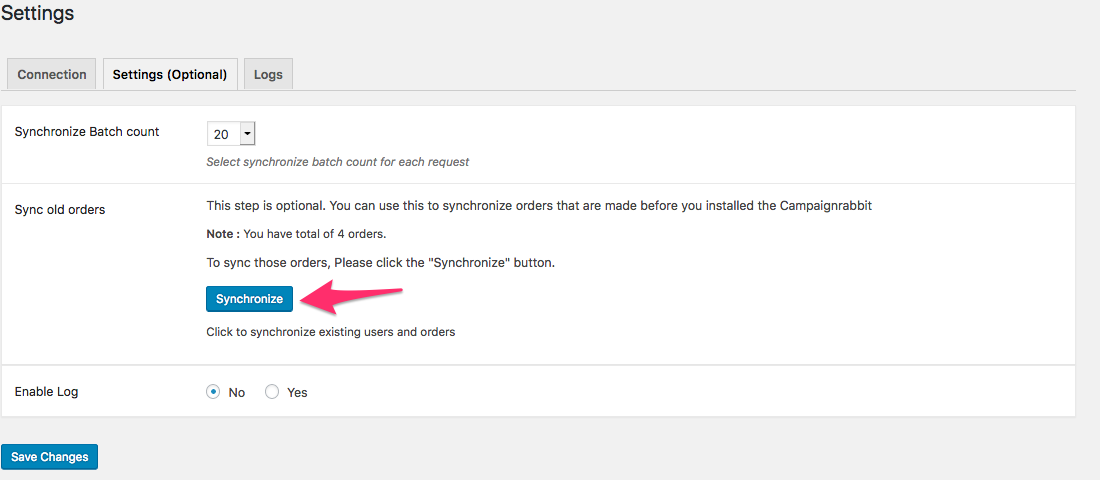 Settings
Connection Settings (Optional) Logs
Synchronize Batch count 20
Select synchronize batch count for each request
Sync old orders This step is optional. You can use this to synchronize orders that are made before you installed the Campaignrabbit
Note : You have total of 4 orders.
To sync those orders, Please click the "Synchronize" button.
Synchronize
Click to synchronize existing users and orders
Enable Log No Yes
Save Changes